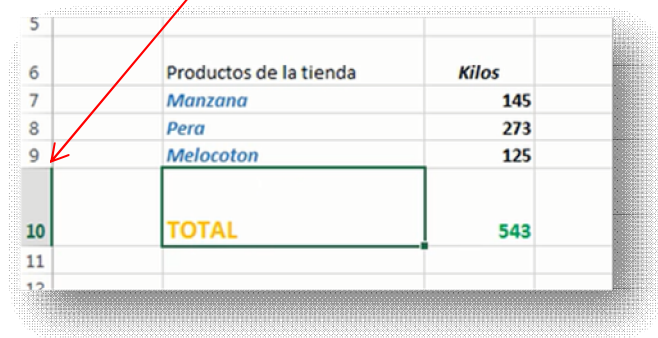 5
6 Productos de la tienda Kilos
7 Manzana 145
8 Pera 273
9 Melocoton 125
10 TOTAL 543
11
12